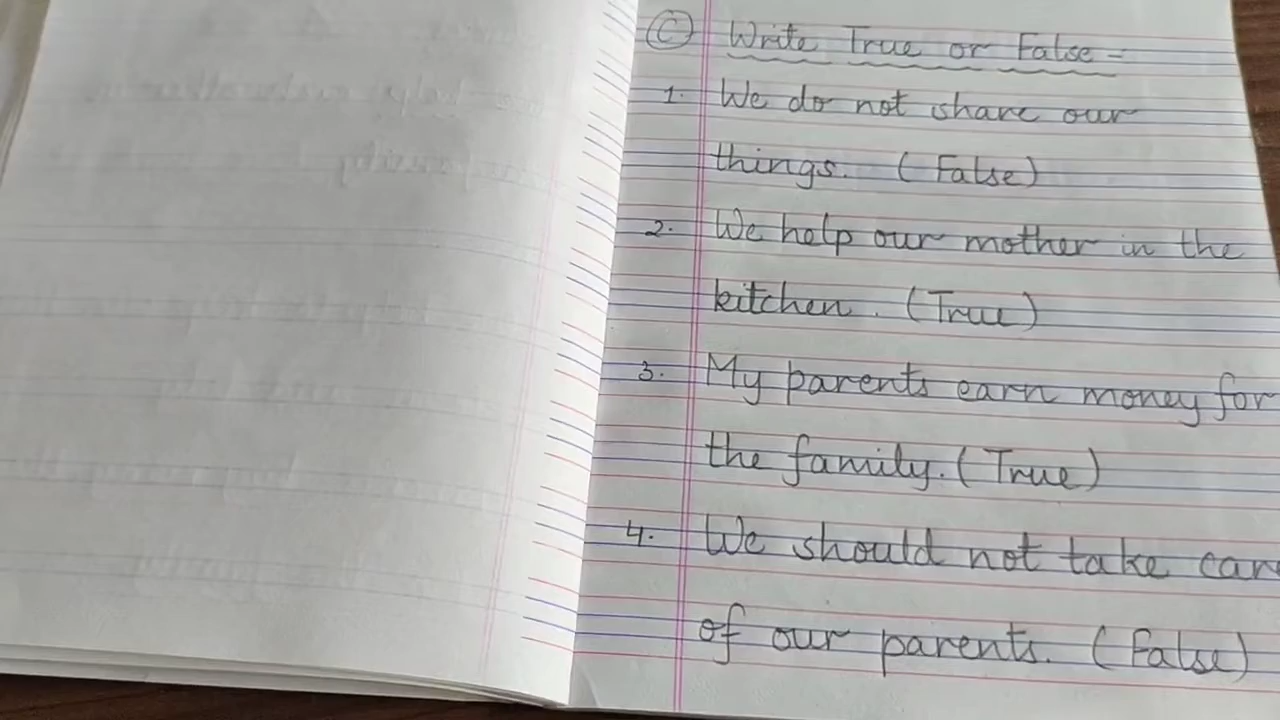 C Write True or False -
1. We do not share our
things. (False)
2. We help our mother in the
kitchen. (True)
3. My parents earn money for
the family. (True)
4. We should not take car
of our parents. (False)